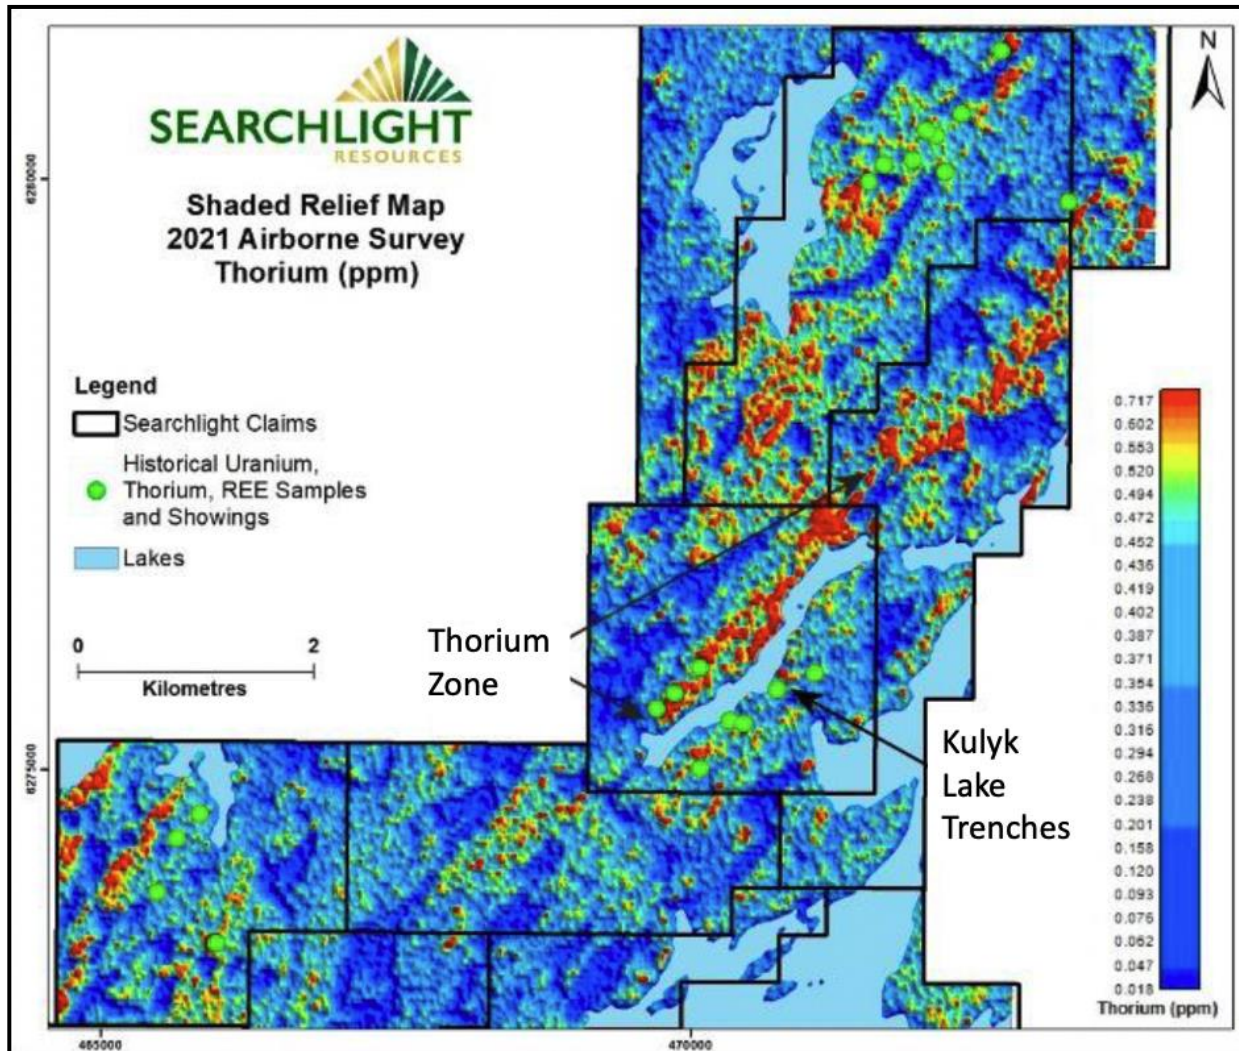 SEARCHLIGHT
RESOURCES
Shaded Relief Map
2021 Airborne Survey
Thorium (ppm)
N
6280000
Legend
Searchlight Claims
Historical Uranium,
Thorium, REE Samples
and Showings
Lakes
0 2
Kilometres
Thorium
Zone
Kulyk
Lake
Trenches
6275000
0.717
0.602
0.553
0.520
0.494
0.472
0.452
0.436
0.419
0.402
0.387
0.371
0.354
0.336
0.316
0.294
0.268
0.238
0.201
0.158
0.120
0.093
0.076
0.062
0.047
0.018
Thorium (ppm)
465000 470000